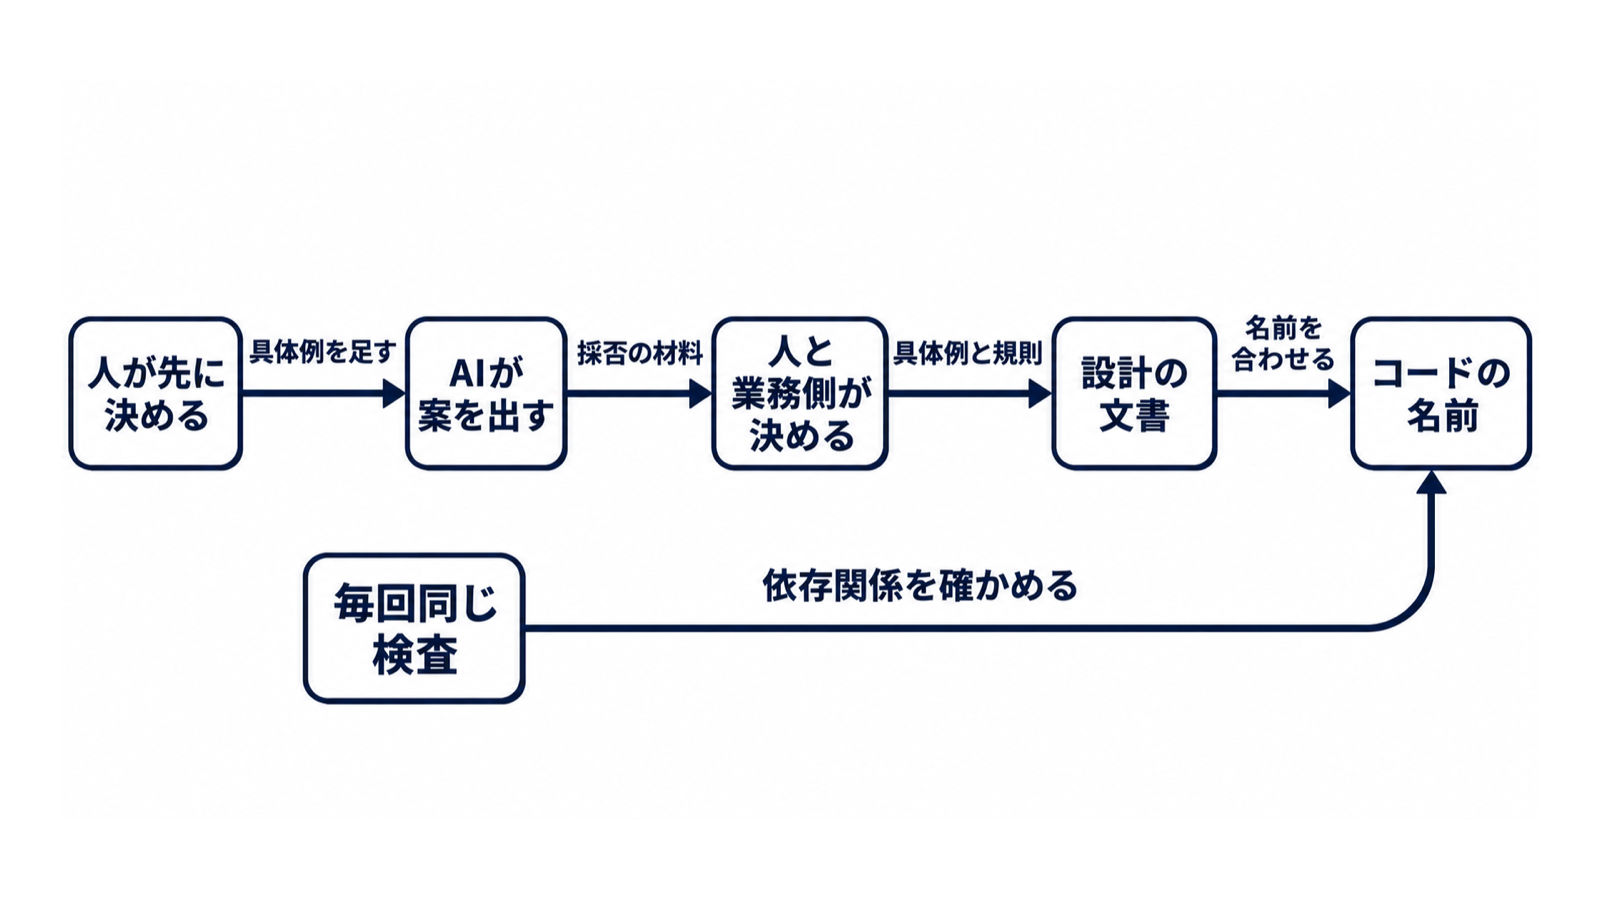 人が先に
決める
具体例を足す
AIが
案を出す
採否の材料
人と
業務側が
決める
具体例と規則
設計の
文書
名前を
合わせる
コードの
名前
毎回同じ
検査
依存関係を確かめる